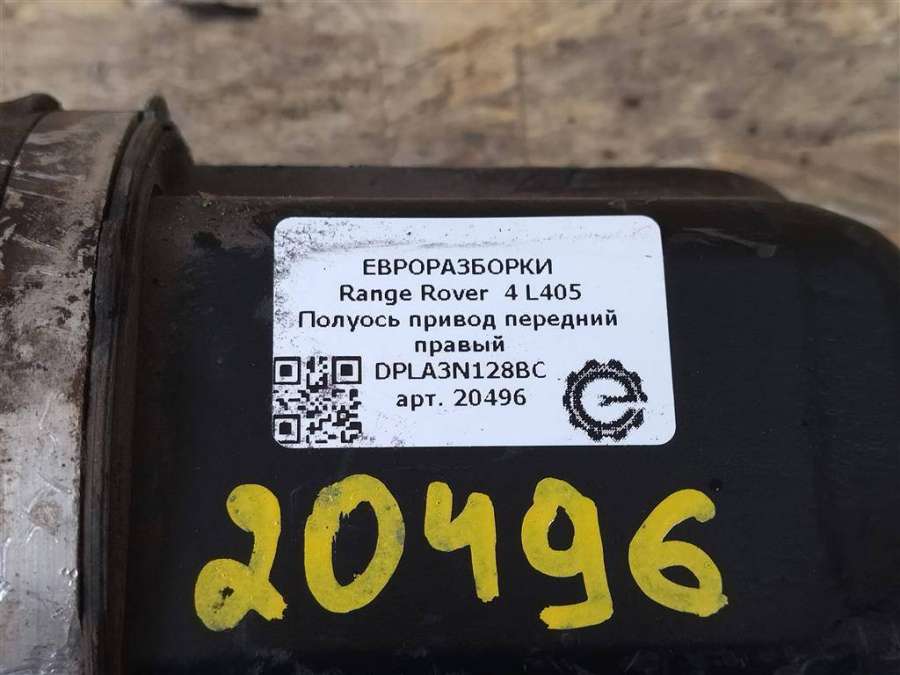 ЕВРОРАЗБОРКИ
Range Rover 4 L405
Полуось привод передний
правый
DPLA3N128BC
арт. 20496
20496